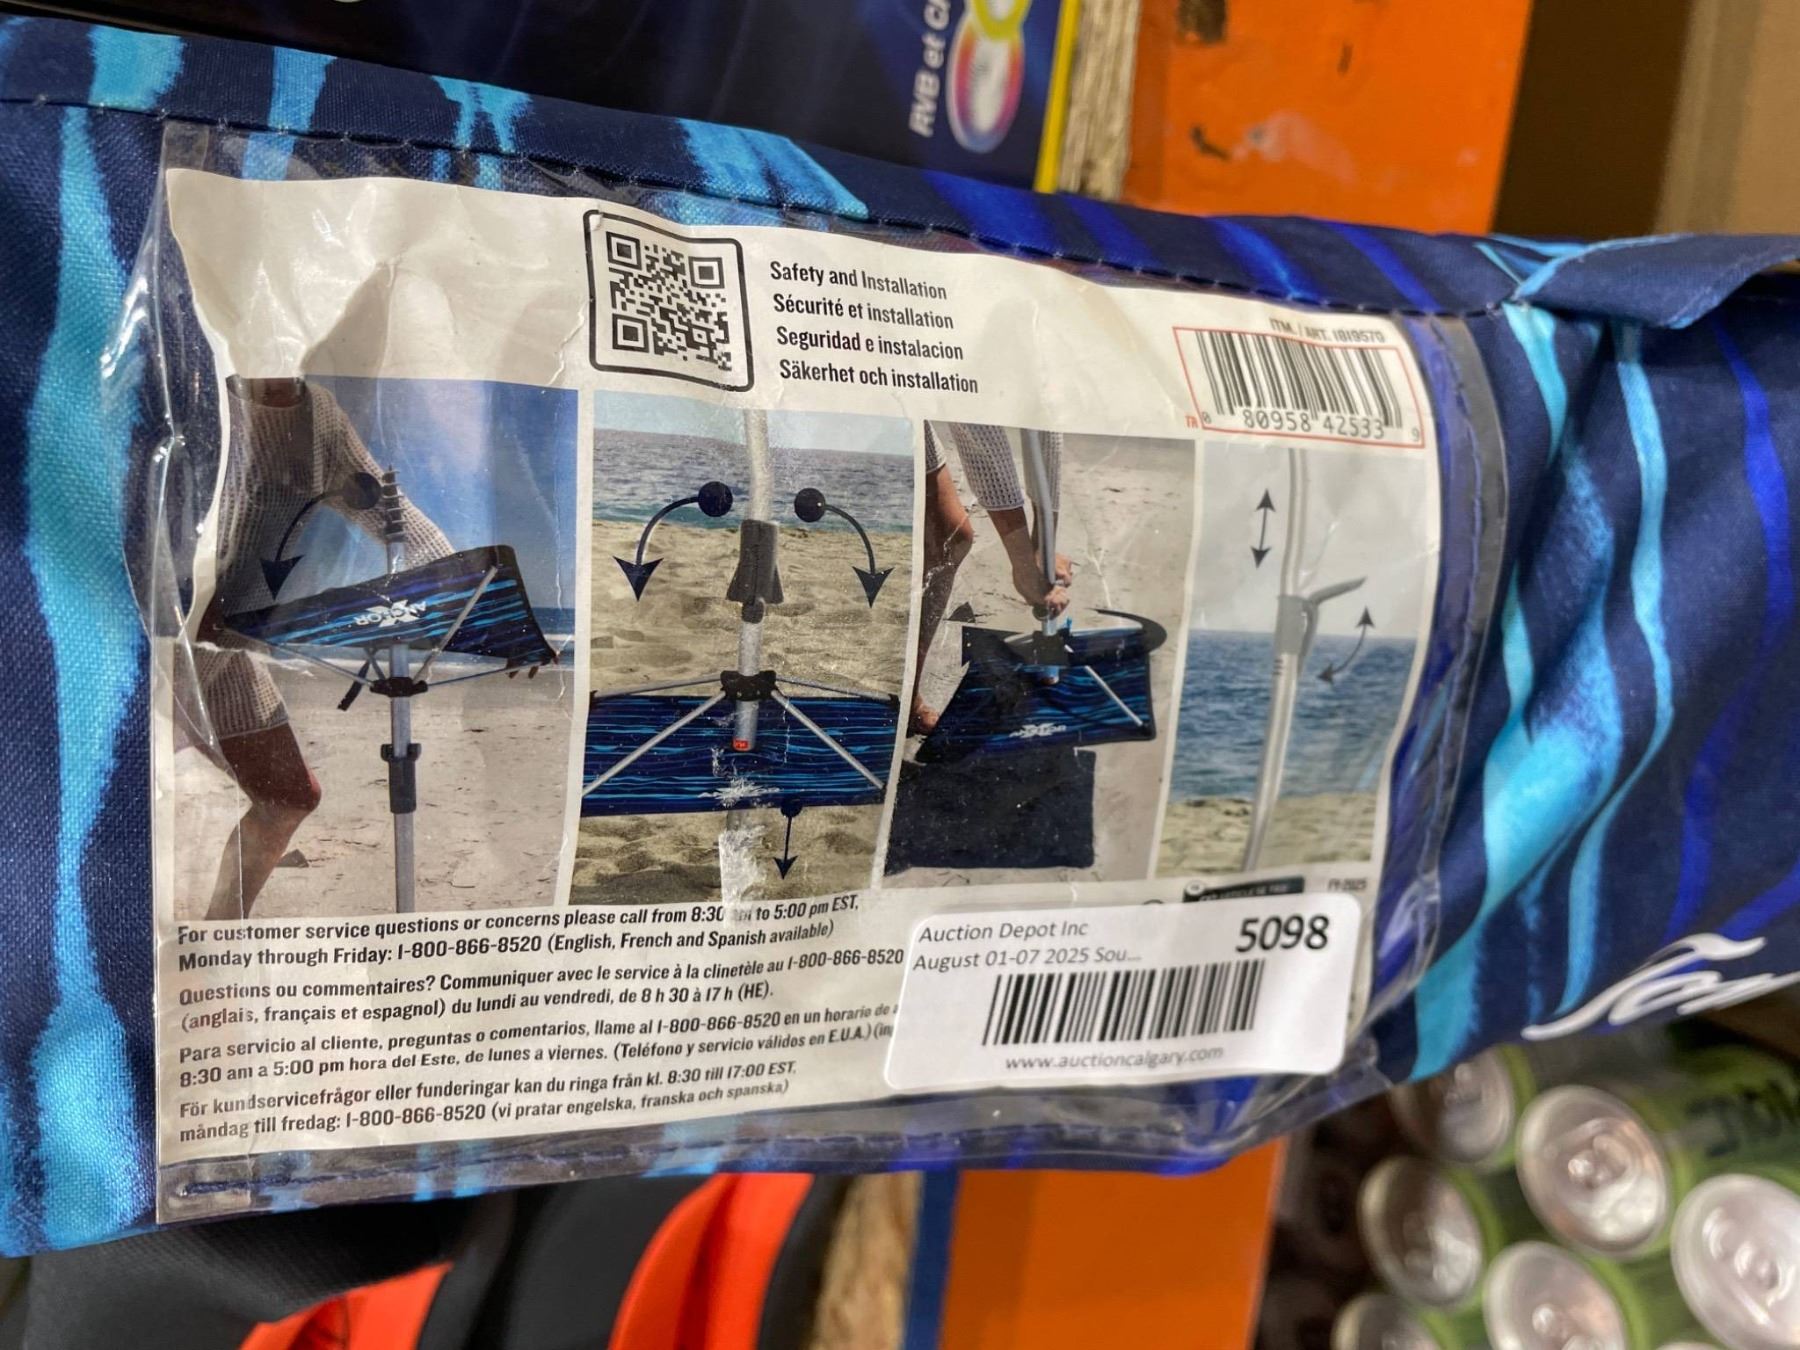 RVB et
Safety and Installation
Sécurité et installation
Seguridad e instalacion
Säkerhet och installation
ITM. / ART. 1819570
0 80958 42533 9
ANCHOR
For customer service questions or concerns please call from 8:30 am to 5:00 pm EST,
Monday through Friday: 1-800-866-8520 (English, French and Spanish available)
Questions ou commentaires? Communiquer avec le service à la clinetèle au 1-800-866-8520
(anglais, français et espagnol) du lundi au vendredi, de 8 h 30 à 17 h (HE).
Para servicio al cliente, preguntas o comentarios, llame al 1-800-866-8520 en un horario de
8:30 am a 5:00 pm hora del Este, de lunes a viernes. (Teléfono y servicio válidos en E.U.A.)
För kundservicefrågor eller funderingar kan du ringa från kl. 8:30 till 17:00 EST,
måndag till fredag: 1-800-866-8520 (vi pratar engelska, franska och spanska)
FY-2025
Auction Depot Inc
August 01-07 2025 Sou...
5098
www.auctioncalgary.com